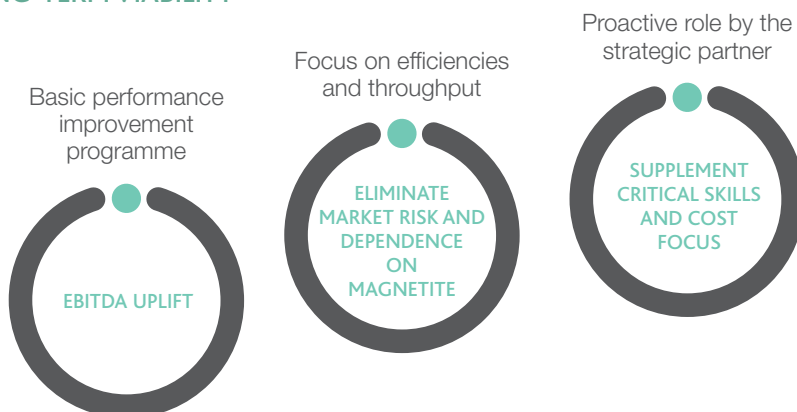 Basic performance
improvement
programme
EBITDA UPLIFT
Focus on efficiencies
and throughput
ELIMINATE
MARKET RISK AND
DEPENDENCE
ON
MAGNETITE
Proactive role by the
strategic partner
SUPPLEMENT
CRITICAL SKILLS
AND COST
FOCUS